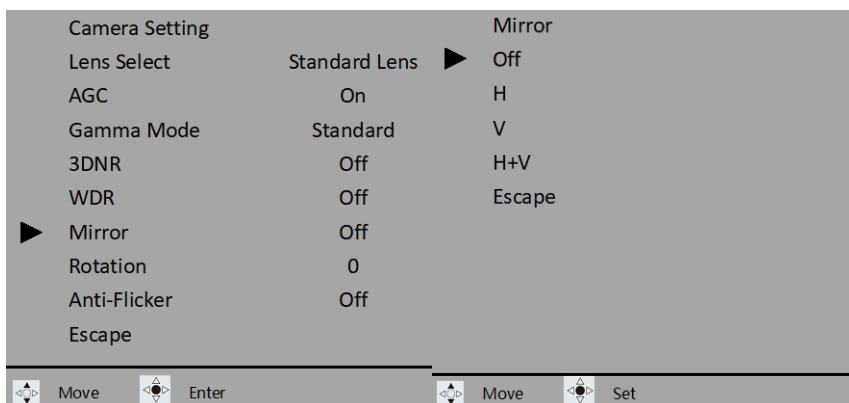 Camera Setting
Lens Select Standard Lens
AGC On
Gamma Mode Standard
3DNR Off
WDR Off
Mirror Off
Rotation 0
Anti-Flicker Off
Escape
Move Enter
Mirror
Off
H
V
H+V
Escape
Move Set